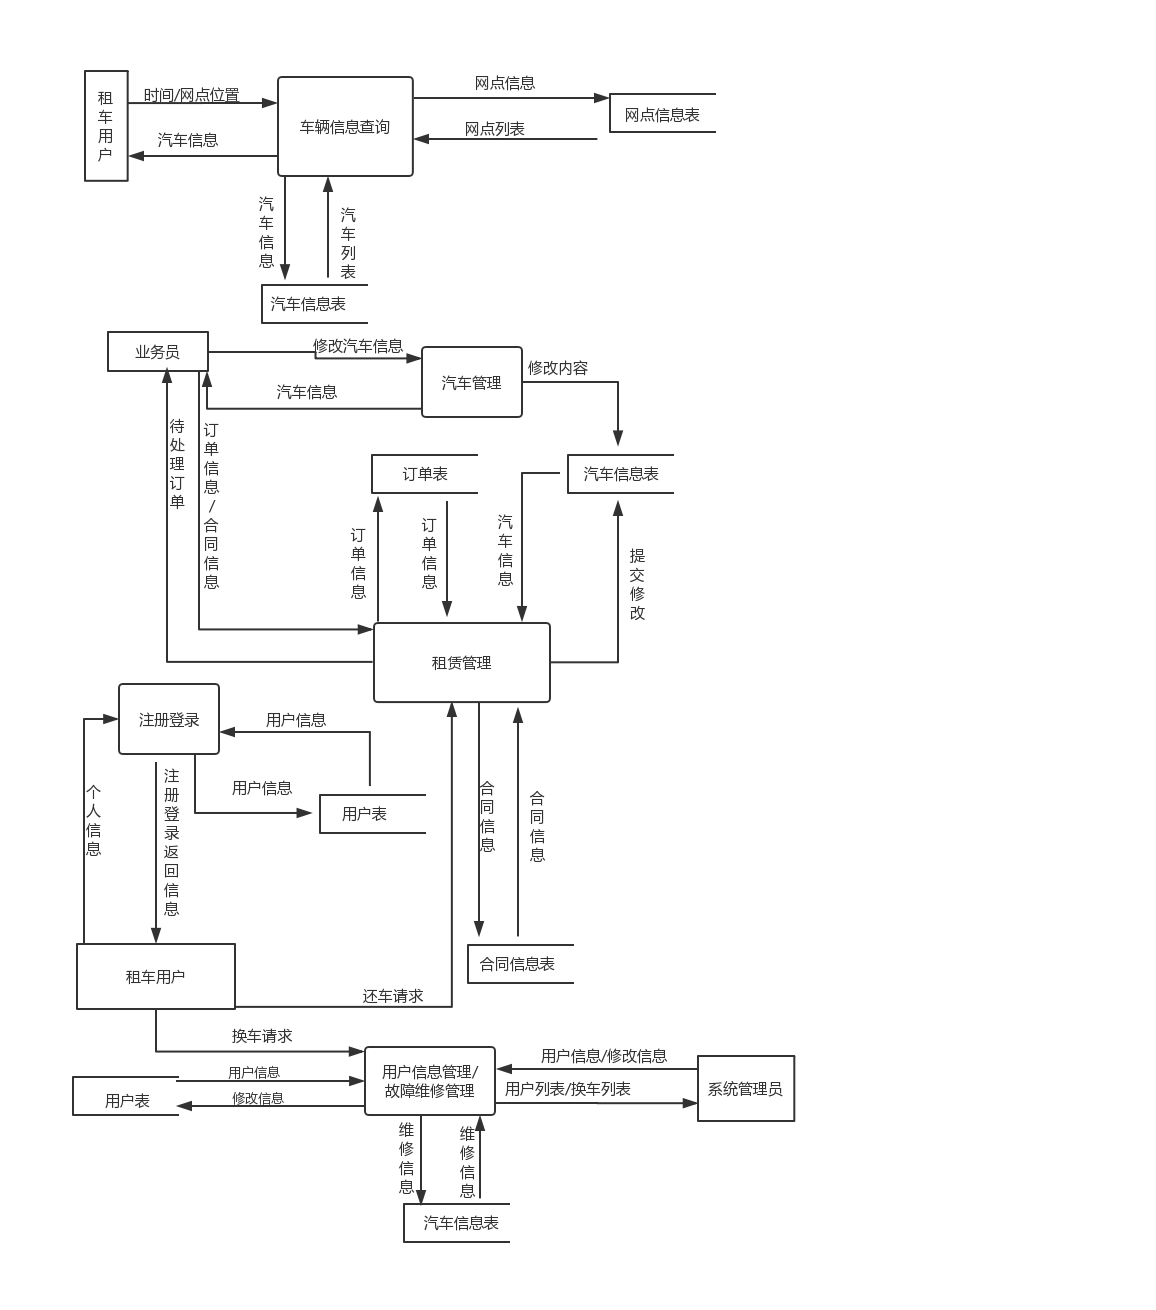 租车用户
时间/网点位置
汽车信息
车辆信息查询
网点信息
网点列表
网点信息表
汽车信息
汽车列表
汽车信息表
业务员
修改汽车信息
汽车信息
汽车管理
修改内容
待处理订单
订单信息/合同信息
订单表
汽车信息表
订单信息
订单信息
汽车信息
提交修改
租赁管理
注册登录
用户信息
用户信息
用户表
个人信息
注册登录返回信息
合同信息
合同信息
租车用户
合同信息表
还车请求
换车请求
用户表
用户信息
修改信息
用户信息管理/
故障维修管理
用户信息/修改信息
用户列表/换车列表
系统管理员
维修信息
维修信息
汽车信息表